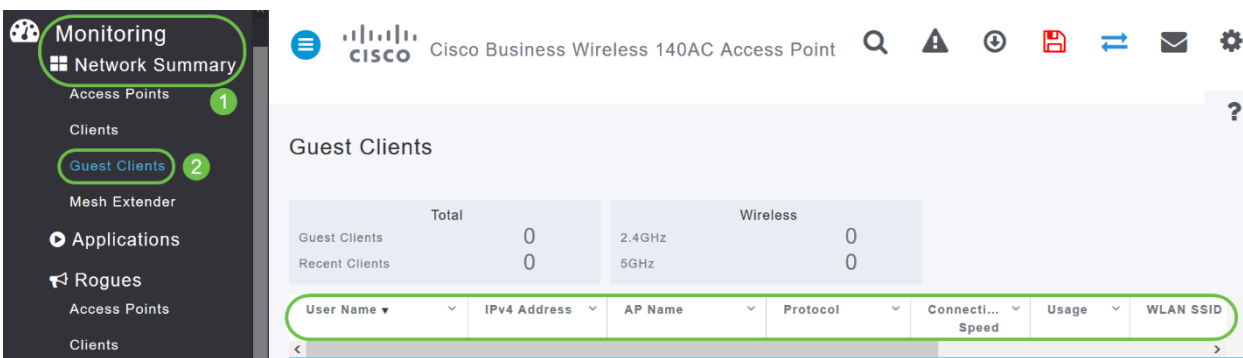 Monitoring
Network Summary
1
Access Points
Clients
Guest Clients 2
Mesh Extender
Applications
Rogues
Access Points
Clients
CISCO Cisco Business Wireless 140AC Access Point
?
Guest Clients
Total
Guest Clients 0
Recent Clients 0
Wireless
2.4GHz 0
5GHz 0
User Name IPv4 Address AP Name Protocol Connecti... Usage WLAN SSID
Speed